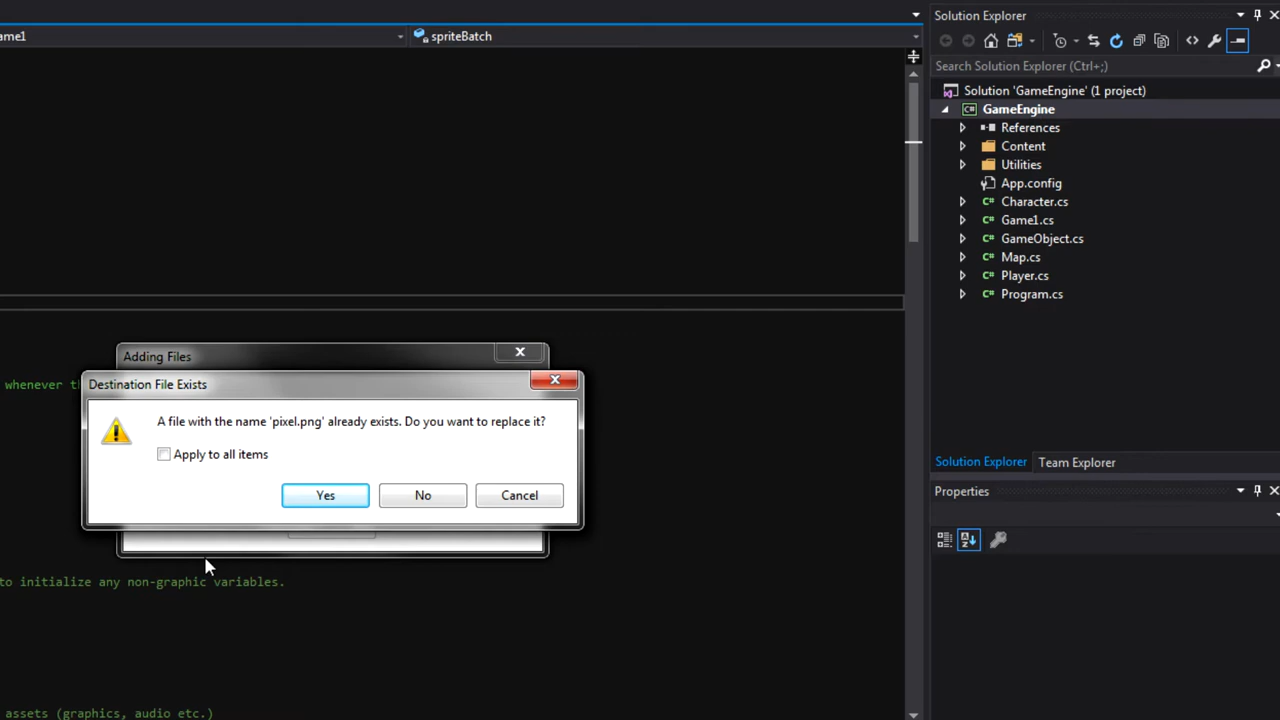 ame1
spriteBatch
Solution Explorer
Search Solution Explorer (Ctrl+;)
Solution 'GameEngine' (1 project)
C# GameEngine
References
Content
Utilities
App.config
C# Character.cs
C# Game1.cs
C# GameObject.cs
C# Map.cs
C# Player.cs
C# Program.cs
Solution Explorer
Team Explorer
Properties
Adding Files
Destination File Exists
whenever th
A file with the name 'pixel.png' already exists. Do you want to replace it?
Apply to all items
Yes
No
Cancel
to initialize any non-graphic variables.
assets (graphics, audio etc.)